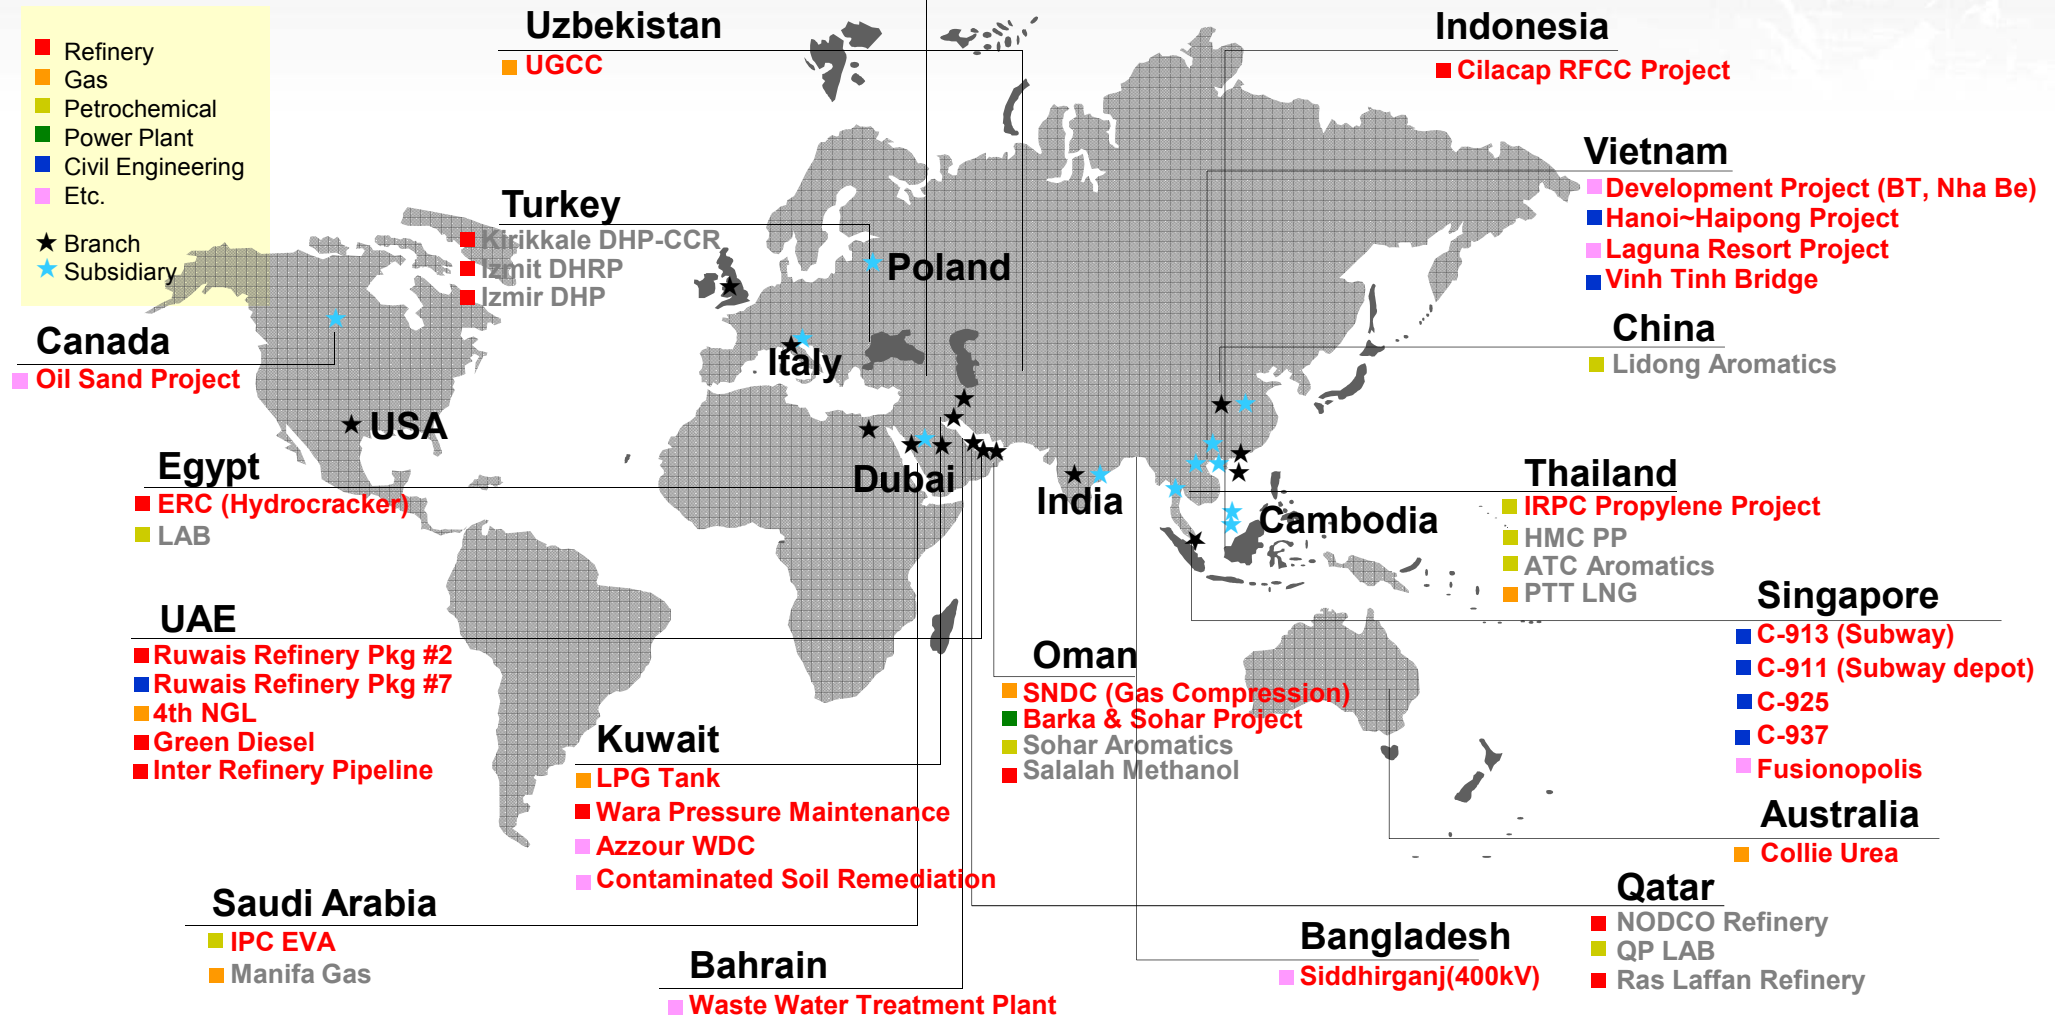 Refinery
Gas
Petrochemical
Power Plant
Civil Engineering
Etc.
Branch
Subsidiary
Uzbekistan
UGCC
Indonesia
Cilacap RFCC Project
Vietnam
Development Project (BT, Nha Be)
Hanoi~Haipong Project
Laguna Resort Project
Vinh Tinh Bridge
Turkey
Kirikkale DHP-CCR
Izmit DHRP
Izmir DHP
Poland
China
Lidong Aromatics
Canada
Oil Sand Project
Italy
USA
Egypt
ERC (Hydrocracker)
LAB
Dubai
India
Cambodia
Thailand
IRPC Propylene Project
HMC PP
ATC Aromatics
PTT LNG
Singapore
C-913 (Subway)
C-911 (Subway depot)
C-925
C-937
Fusionopolis
UAE
Ruwais Refinery Pkg #2
Ruwais Refinery Pkg #7
4th NGL
Green Diesel
Inter Refinery Pipeline
Oman
SNDC (Gas Compression)
Barka & Sohar Project
Sohar Aromatics
Salalah Methanol
Kuwait
LPG Tank
Wara Pressure Maintenance
Azzour WDC
Contaminated Soil Remediation
Australia
Collie Urea
Saudi Arabia
IPC EVA
Manifa Gas
Qatar
NODCO Refinery
QP LAB
Ras Laffan Refinery
Bangladesh
Siddhirganj(400kV)
Bahrain
Waste Water Treatment Plant